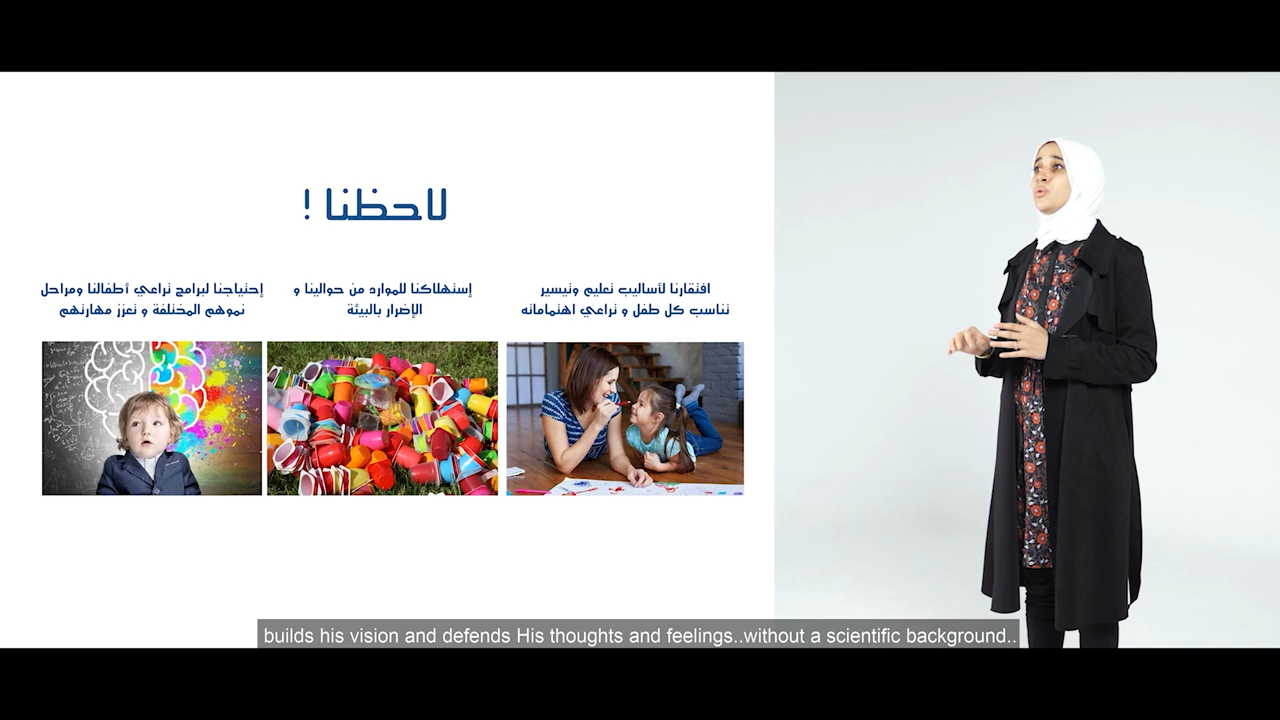 لاحظنا !
افتقارنا لأساليب تعليم وتيسير
تناسب كل طفل و تراعي اهتماماته
إستهلاكنا للموارد من حوالينا و
الإضرار بالبيئة
إحتياجنا لبرامج تراعي أطفالنا ومراحل
نموهم المختلفة و تعزز مهارتهم
builds his vision and defends His thoughts and feelings..without a scientific background..